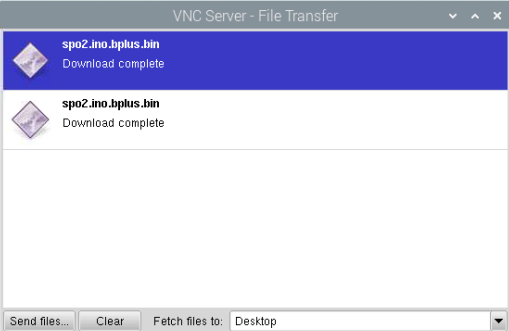 VNC Server - File Transfer
spo2.ino.bplus.bin
Download complete
spo2.ino.bplus.bin
Download complete
Send files... Clear Fetch files to: Desktop